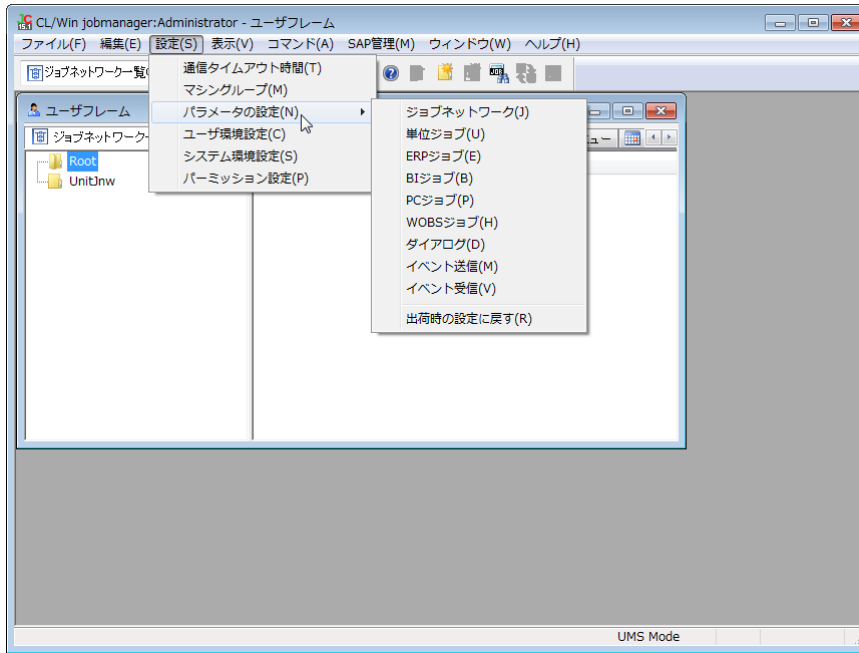 CL/Win jobmanager:Administrator - ユーザフレーム
ファイル(F) 編集(E) 設定(S) 表示(V) コマンド(A) SAP管理(M) ウィンドウ(W) ヘルプ(H)
ジョブネットワーク一覧
通信タイムアウト時間(T)
マシングループ(M)
パラメータの設定(N)
ユーザ環境設定(C)
システム環境設定(S)
パーミッション設定(P)
ジョブネットワーク(J)
単位ジョブ(U)
ERPジョブ(E)
BIジョブ(B)
PCジョブ(P)
WOBSジョブ(H)
ダイアログ(D)
イベント送信(M)
イベント受信(V)
出荷時の設定に戻す(R)
ユーザフレーム
ジョブネットワーク
ュー
Root
UnitJnw
UMS Mode